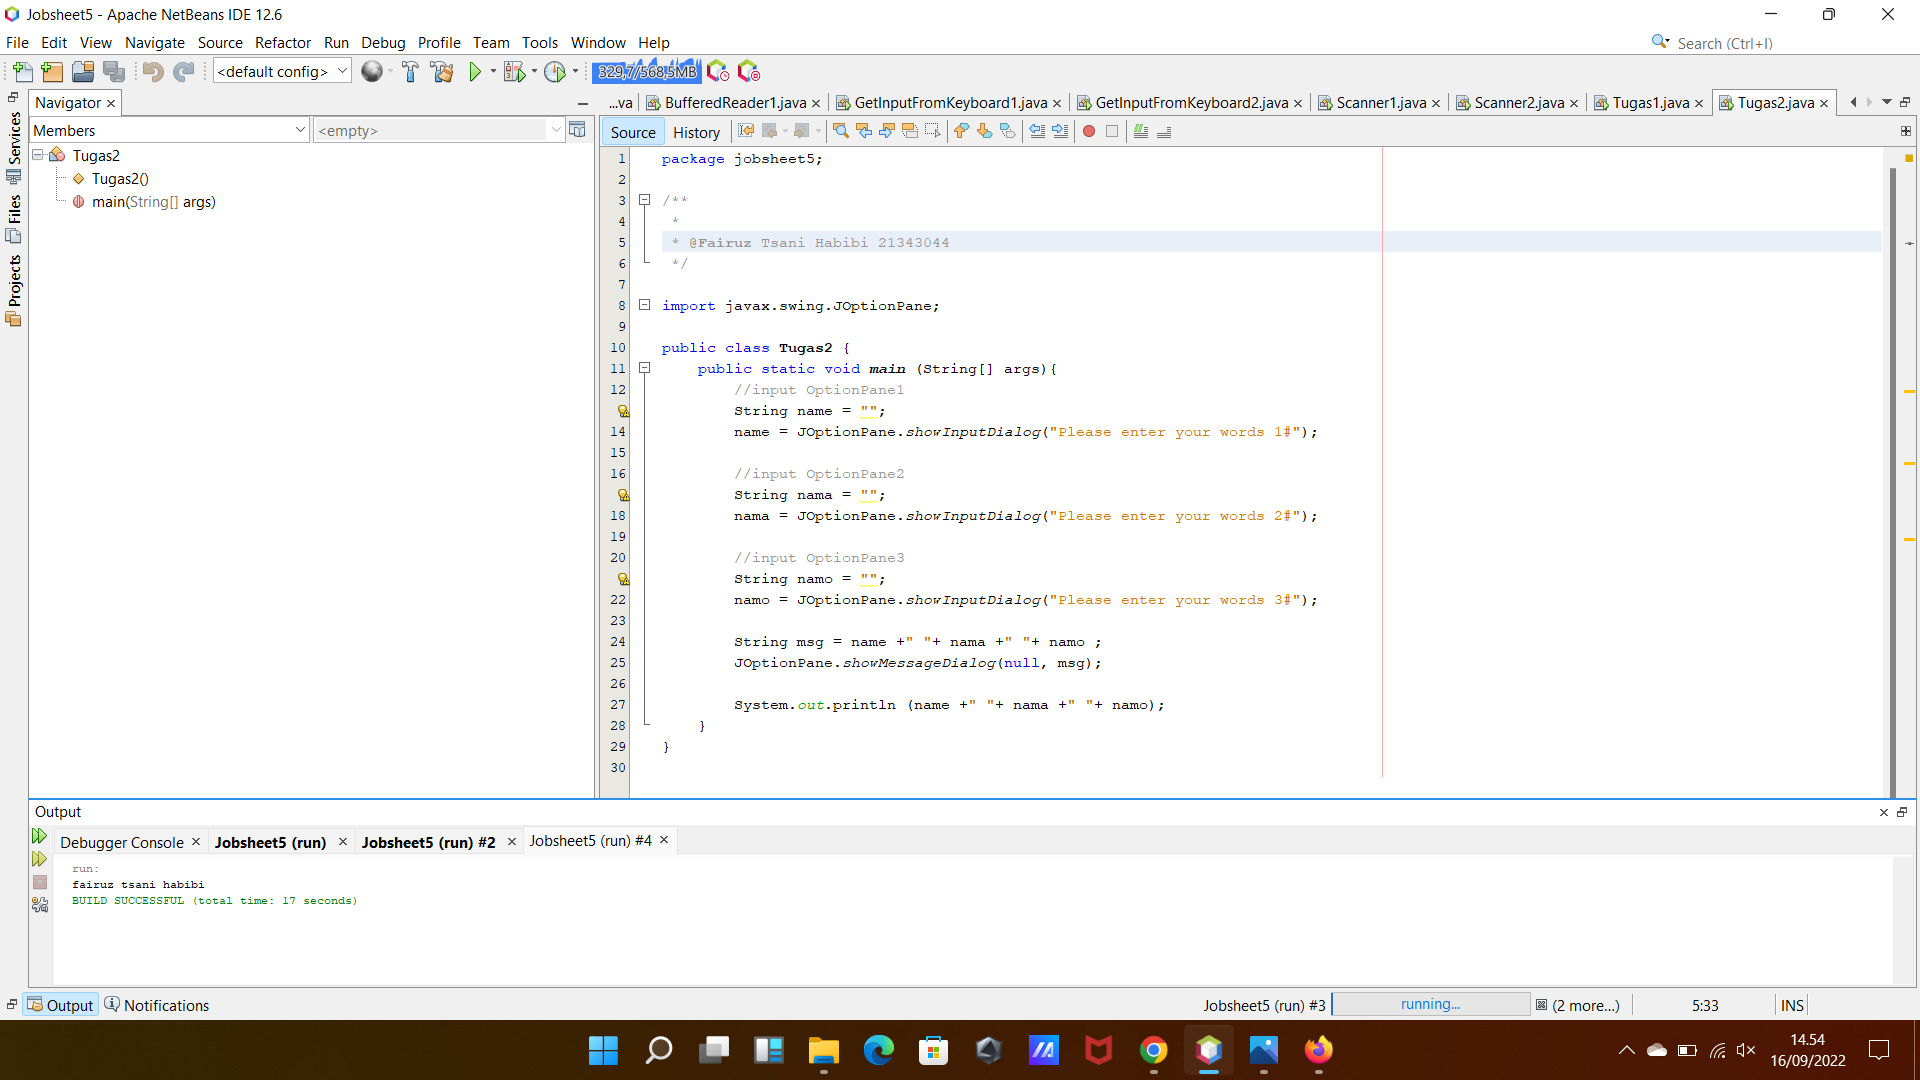 Jobsheet5 - Apache NetBeans IDE 12.6
File Edit View Navigate Source Refactor Run Debug Profile Team Tools Window Help
Search (Ctrl+I)
<default config>
329,7/568,5MB
Navigator
...va BufferedReader1.java GetInputFromKeyboard1.java GetInputFromKeyboard2.java Scanner1.java Scanner2.java Tugas1.java Tugas2.java
Members
<empty>
Source History
Services
Files
Projects
Tugas2
Tugas2()
main(String[] args)
1 package jobsheet5;
2
3 /**
4 *
5 * @Fairuz Tsani Habibi 21343044
6 */
7
8 import javax.swing.JOptionPane;
9
10 public class Tugas2 {
11 public static void main (String[] args){
12 //input OptionPane1
String name = "";
14 name = JOptionPane.showInputDialog("Please enter your words 1#");
15
16 //input OptionPane2
String nama = "";
18 nama = JOptionPane.showInputDialog("Please enter your words 2#");
19
20 //input OptionPane3
String namo = "";
22 namo = JOptionPane.showInputDialog("Please enter your words 3#");
23
24 String msg = name +" "+ nama +" "+ namo ;
25 JOptionPane.showMessageDialog(null, msg);
26
27 System.out.println (name +" "+ nama +" "+ namo);
28 }
29 }
30
Output
Debugger Console Jobsheet5 (run) Jobsheet5 (run) #2 Jobsheet5 (run) #4
run:
fairuz tsani habibi
BUILD SUCCESSFUL (total time: 17 seconds)
Output Notifications
Jobsheet5 (run) #3 running... (2 more...) 5:33 INS
14.54
16/09/2022